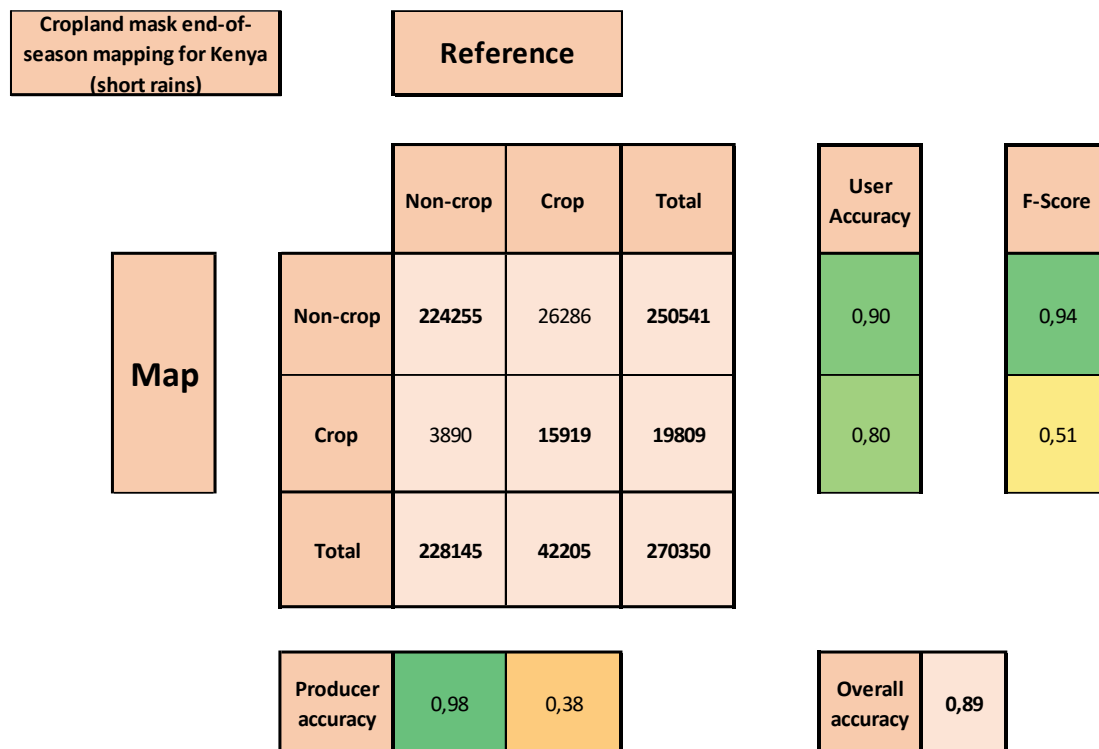 Cropland mask end-of-
season mapping for Kenya
(short rains)
Reference
Non-crop Crop Total
User
Accuracy
F-Score
Map
Non-crop 224255 26286 250541 0,90 0,94
Crop 3890 15919 19809 0,80 0,51
Total 228145 42205 270350
Producer
accuracy
0,98 0,38
Overall
accuracy
0,89